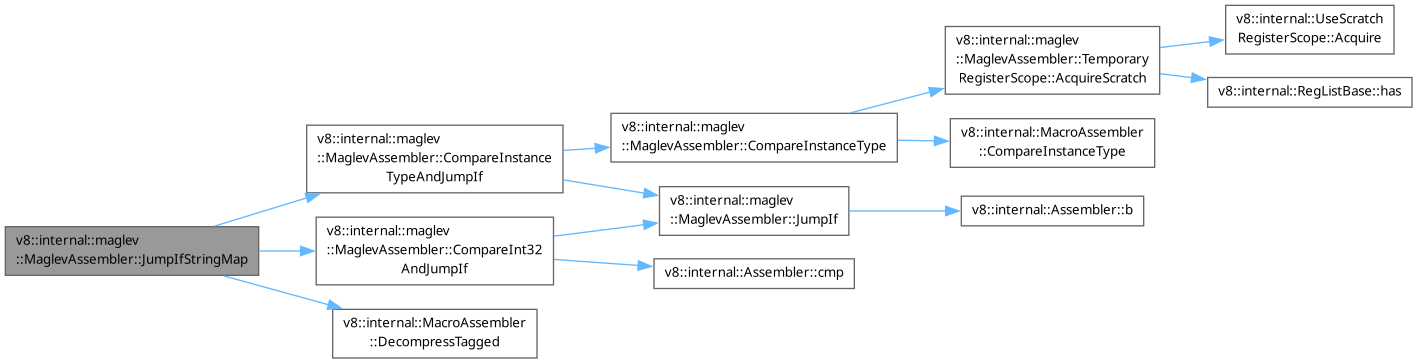 v8::internal::maglev
::MaglevAssembler::JumpIfStringMap
v8::internal::maglev
::MaglevAssembler::CompareInstance
TypeAndJumpIf
v8::internal::maglev
::MaglevAssembler::CompareInt32
AndJumpIf
v8::internal::MacroAssembler
::DecompressTagged
v8::internal::maglev
::MaglevAssembler::CompareInstanceType
v8::internal::maglev
::MaglevAssembler::JumpIf
v8::internal::Assembler::cmp
v8::internal::maglev
::MaglevAssembler::Temporary
RegisterScope::AcquireScratch
v8::internal::MacroAssembler
::CompareInstanceType
v8::internal::Assembler::b
v8::internal::UseScratch
RegisterScope::Acquire
v8::internal::RegListBase::has